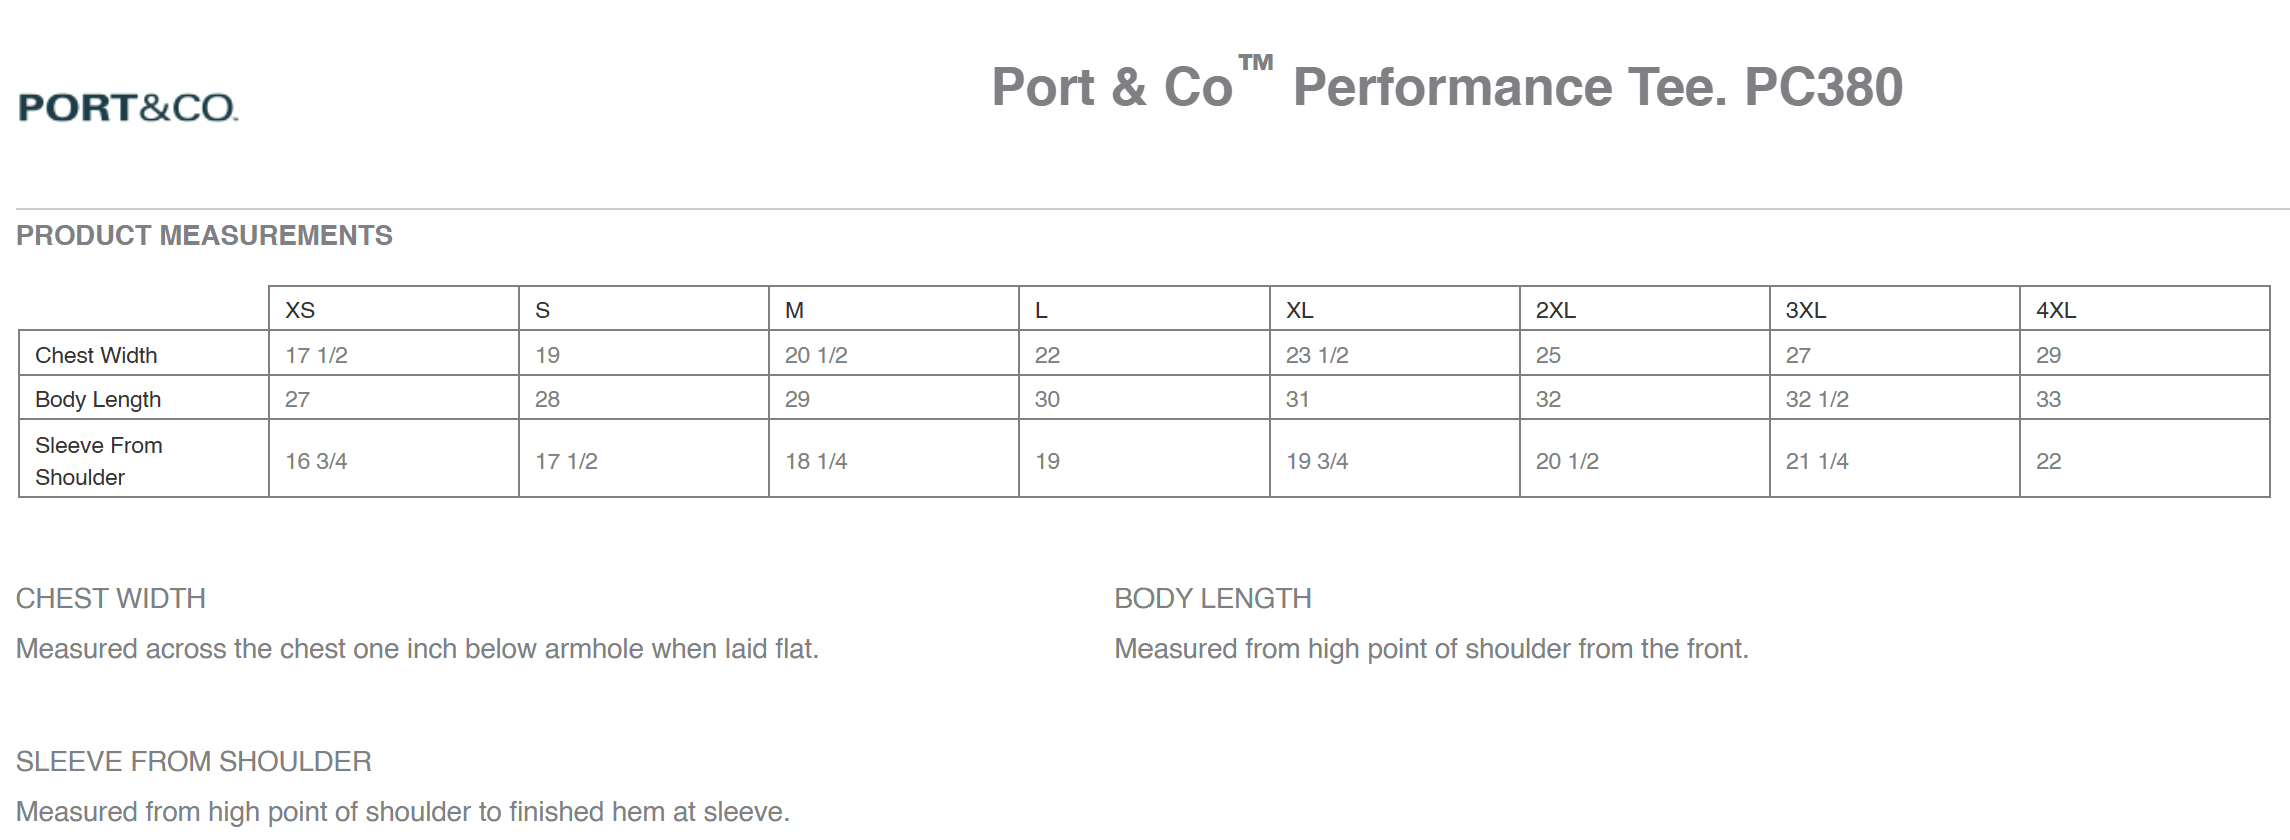 PORT&CO.
Port & Co™ Performance Tee. PC380
PRODUCT MEASUREMENTS
XS S M L XL 2XL 3XL 4XL
Chest Width 17 1/2 19 20 1/2 22 23 1/2 25 27 29
Body Length 27 28 29 30 31 32 32 1/2 33
Sleeve From
Shoulder 16 3/4 17 1/2 18 1/4 19 19 3/4 20 1/2 21 1/4 22
CHEST WIDTH
Measured across the chest one inch below armhole when laid flat.
BODY LENGTH
Measured from high point of shoulder from the front.
SLEEVE FROM SHOULDER
Measured from high point of shoulder to finished hem at sleeve.